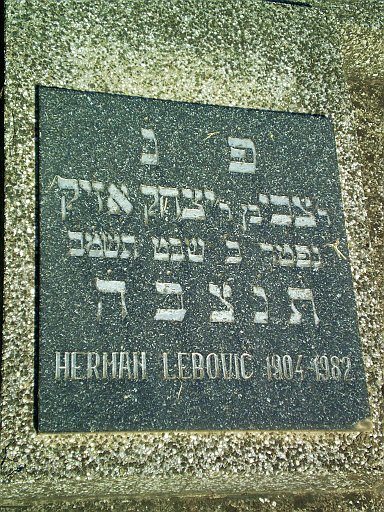 פ נ
ר צבי בן ר יצחק אזיק
נפטר כ שבט תשמב
ת נ צ ב ה
HERMAN LEBOVIC 1904-1982